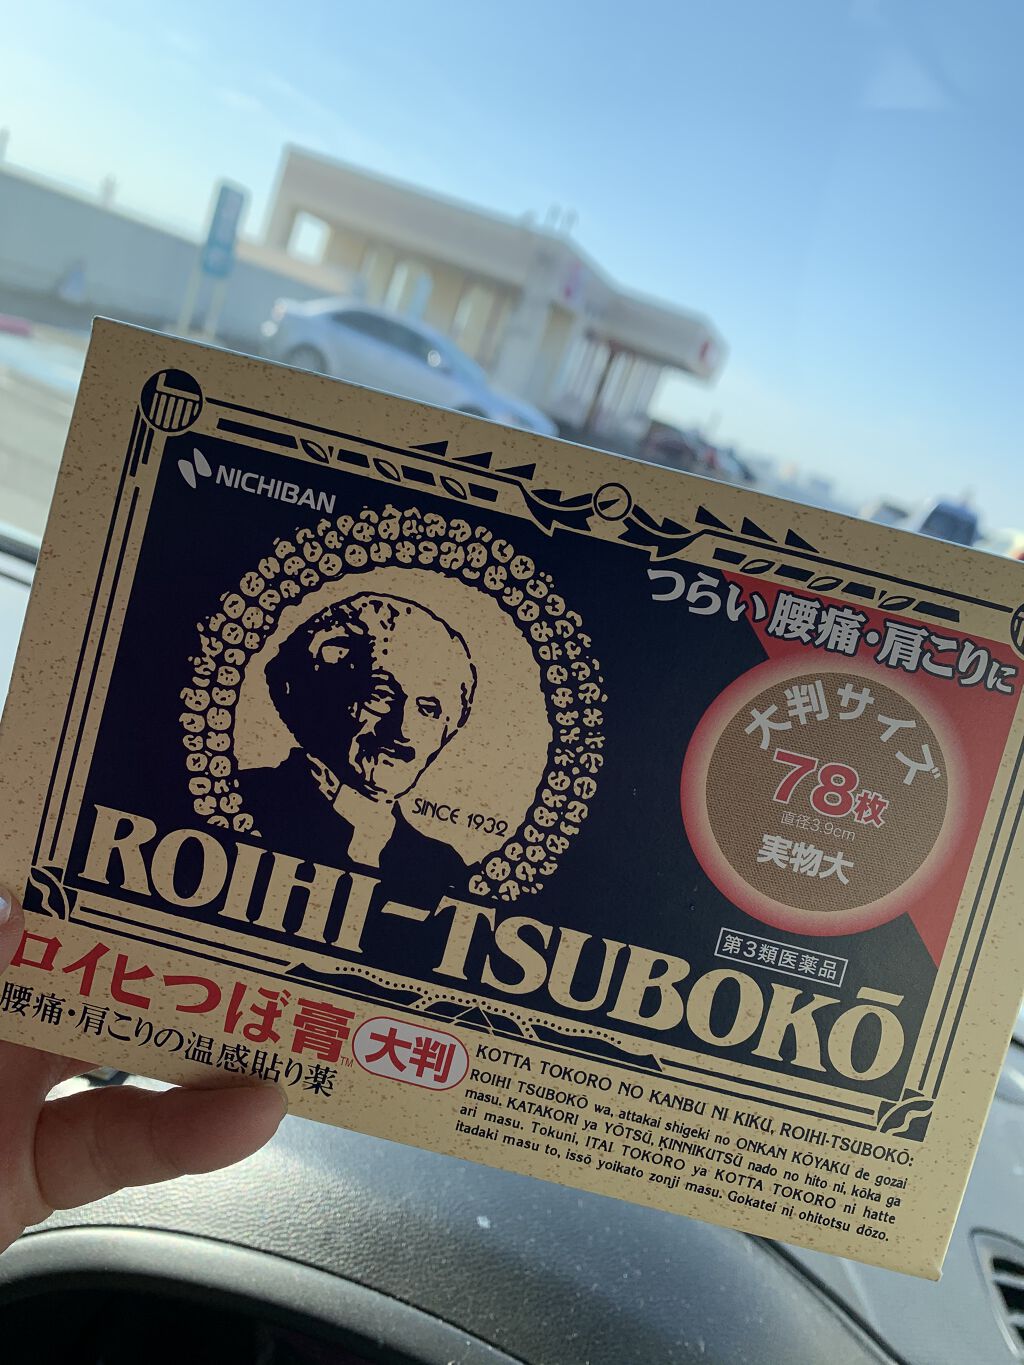 NICHIBAN
つらい腰痛・肩こりに
大判サイズ
78枚
直径3.9cm
実物大
SINCE 1932
ROIHI-TSUBOKŌ
第3類医薬品
ロイヒつぼ膏™ 大判
腰痛・肩こりの温感貼り薬
KOTTA TOKORO NO KANBU NI KIKU, ROIHI-TSUBOKŌ:
ROIHI TSUBOKŌ wa, attakai shigeki no ONKAN KŌYAKU de gozai
masu. KATAKORI ya YŌTSŪ, KINNIKUTSŪ nado no hito ni, kōka ga
ari masu. Tokuni, ITAI TOKORO ya KOTTA TOKORO ni hatte
itadaki masu to, issō yoikato zonji masu. Gokatei ni ohitotsu dōzo.